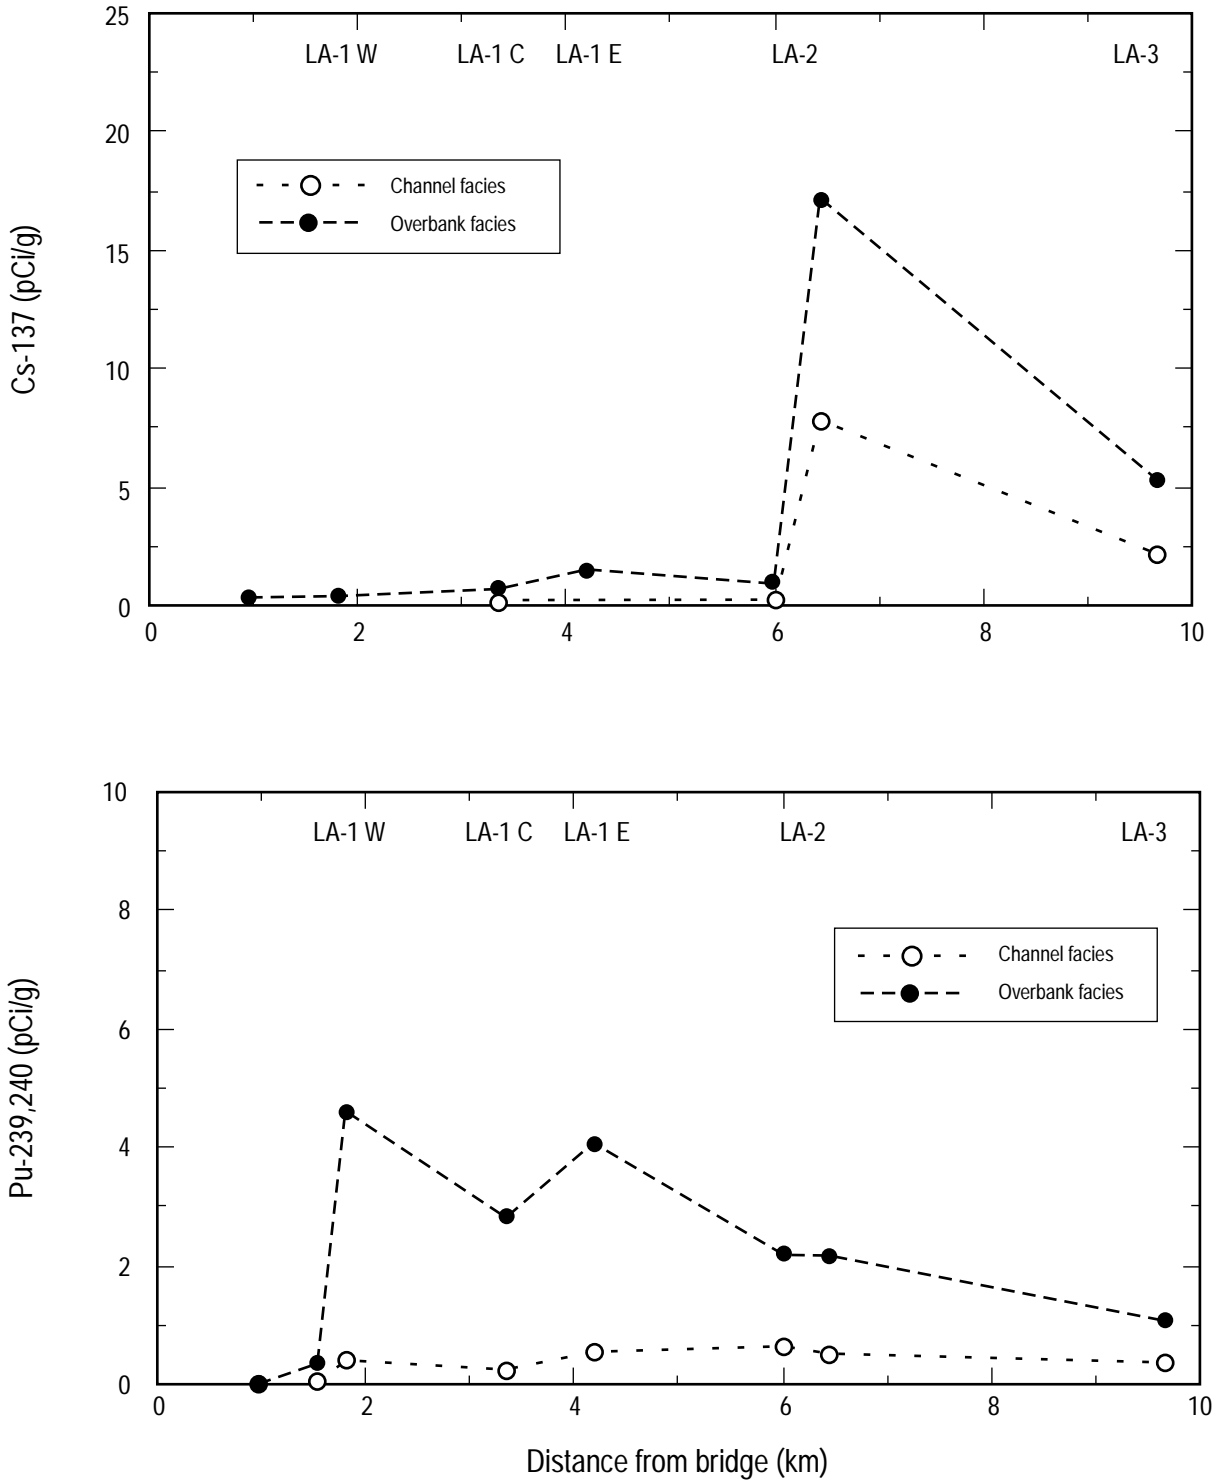 25
LA-1 W LA-1 C LA-1 E LA-2 LA-3
20
Channel facies
Overbank facies
15
Cs-137 (pCi/g)
10
5
0
0 2 4 6 8 10
10
LA-1 W LA-1 C LA-1 E LA-2 LA-3
8
Channel facies
Overbank facies
6
Pu-239,240 (pCi/g)
4
2
0
0 2 4 6 8 10
Distance from bridge (km)